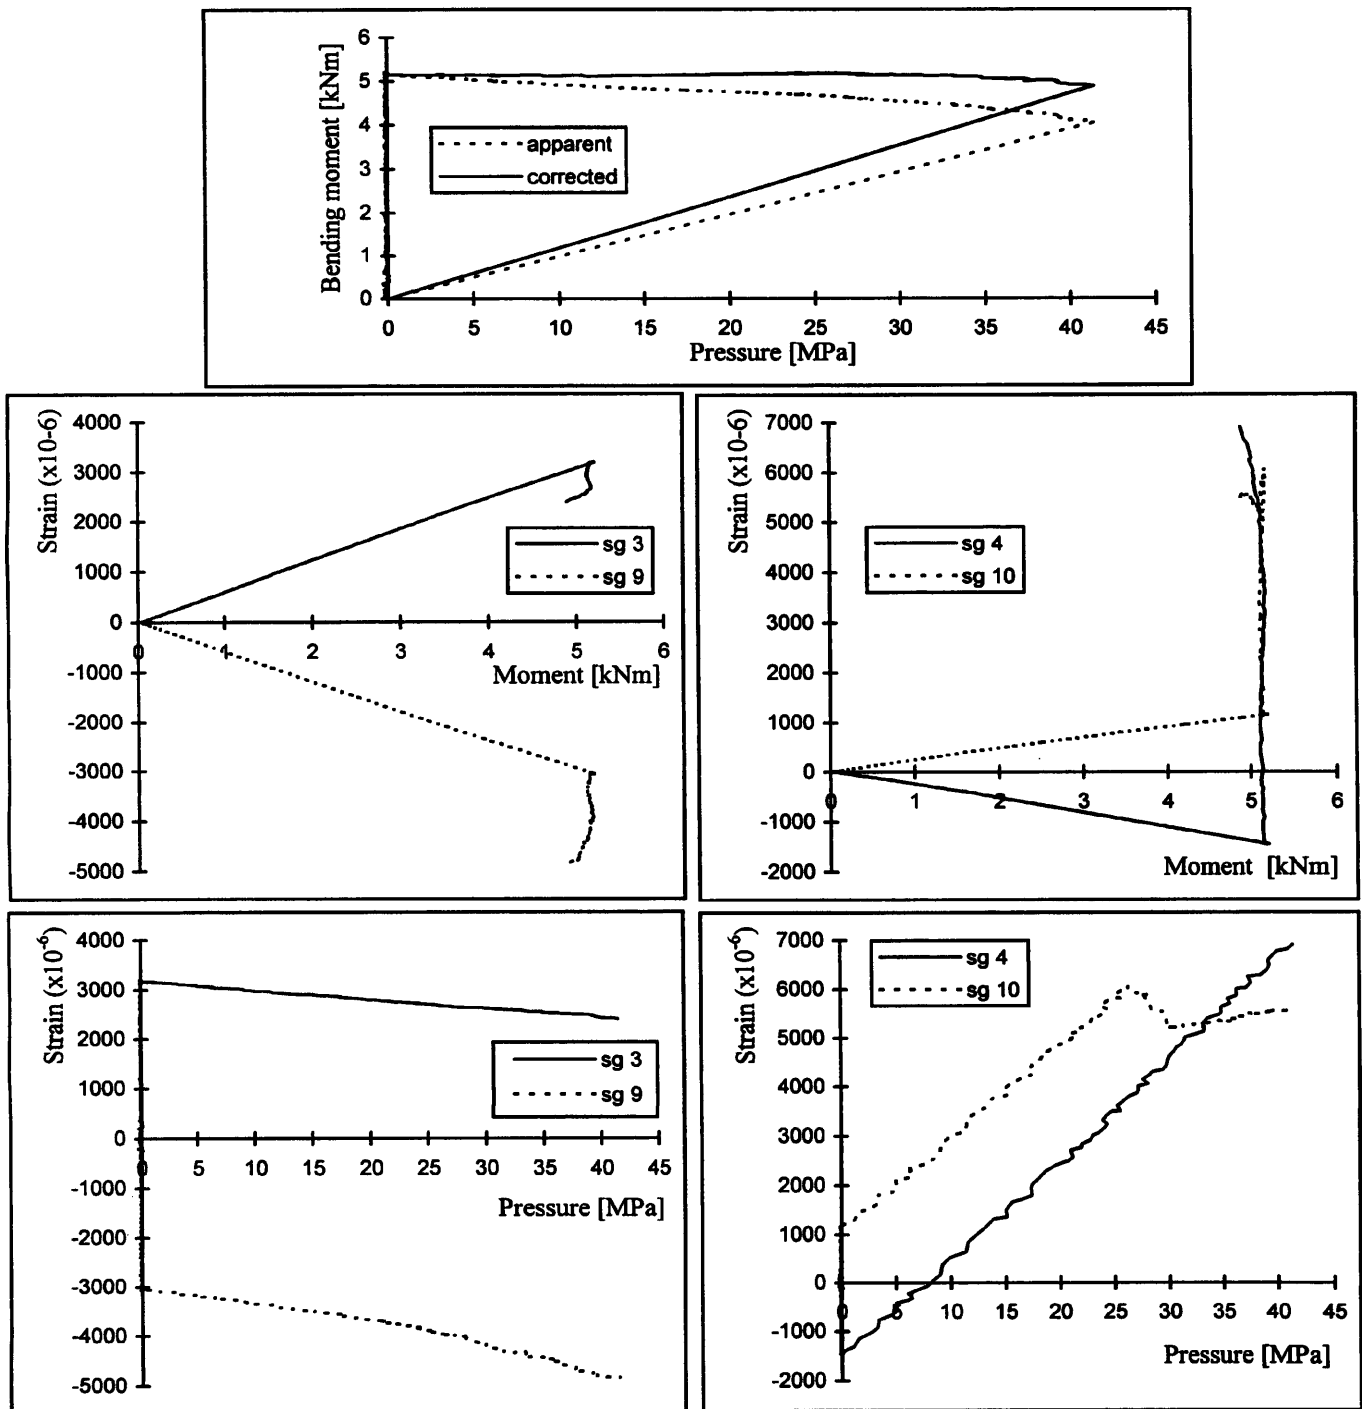 Bending moment [kNm]
6
5
4
3
2
1
0
apparent
corrected
0 5 10 15 20 25 30 35 40 45
Pressure [MPa]
Strain (x10-6)
4000
3000
2000
1000
0
-1000
-2000
-3000
-4000
-5000
sg 3
sg 9
0 1 2 3 4 5 6
Moment [kNm]
Strain (x10-6)
7000
6000
5000
4000
3000
2000
1000
0
-1000
-2000
sg 4
sg 10
0 1 2 3 4 5 6
Moment [kNm]
Strain (x10⁻⁶)
4000
3000
2000
1000
0
-1000
-2000
-3000
-4000
-5000
sg 3
sg 9
0 5 10 15 20 25 30 35 40 45
Pressure [MPa]
Strain (x10⁻⁶)
7000
6000
5000
4000
3000
2000
1000
0
-1000
-2000
sg 4
sg 10
0 5 10 15 20 25 30 35 40 45
Pressure [MPa]